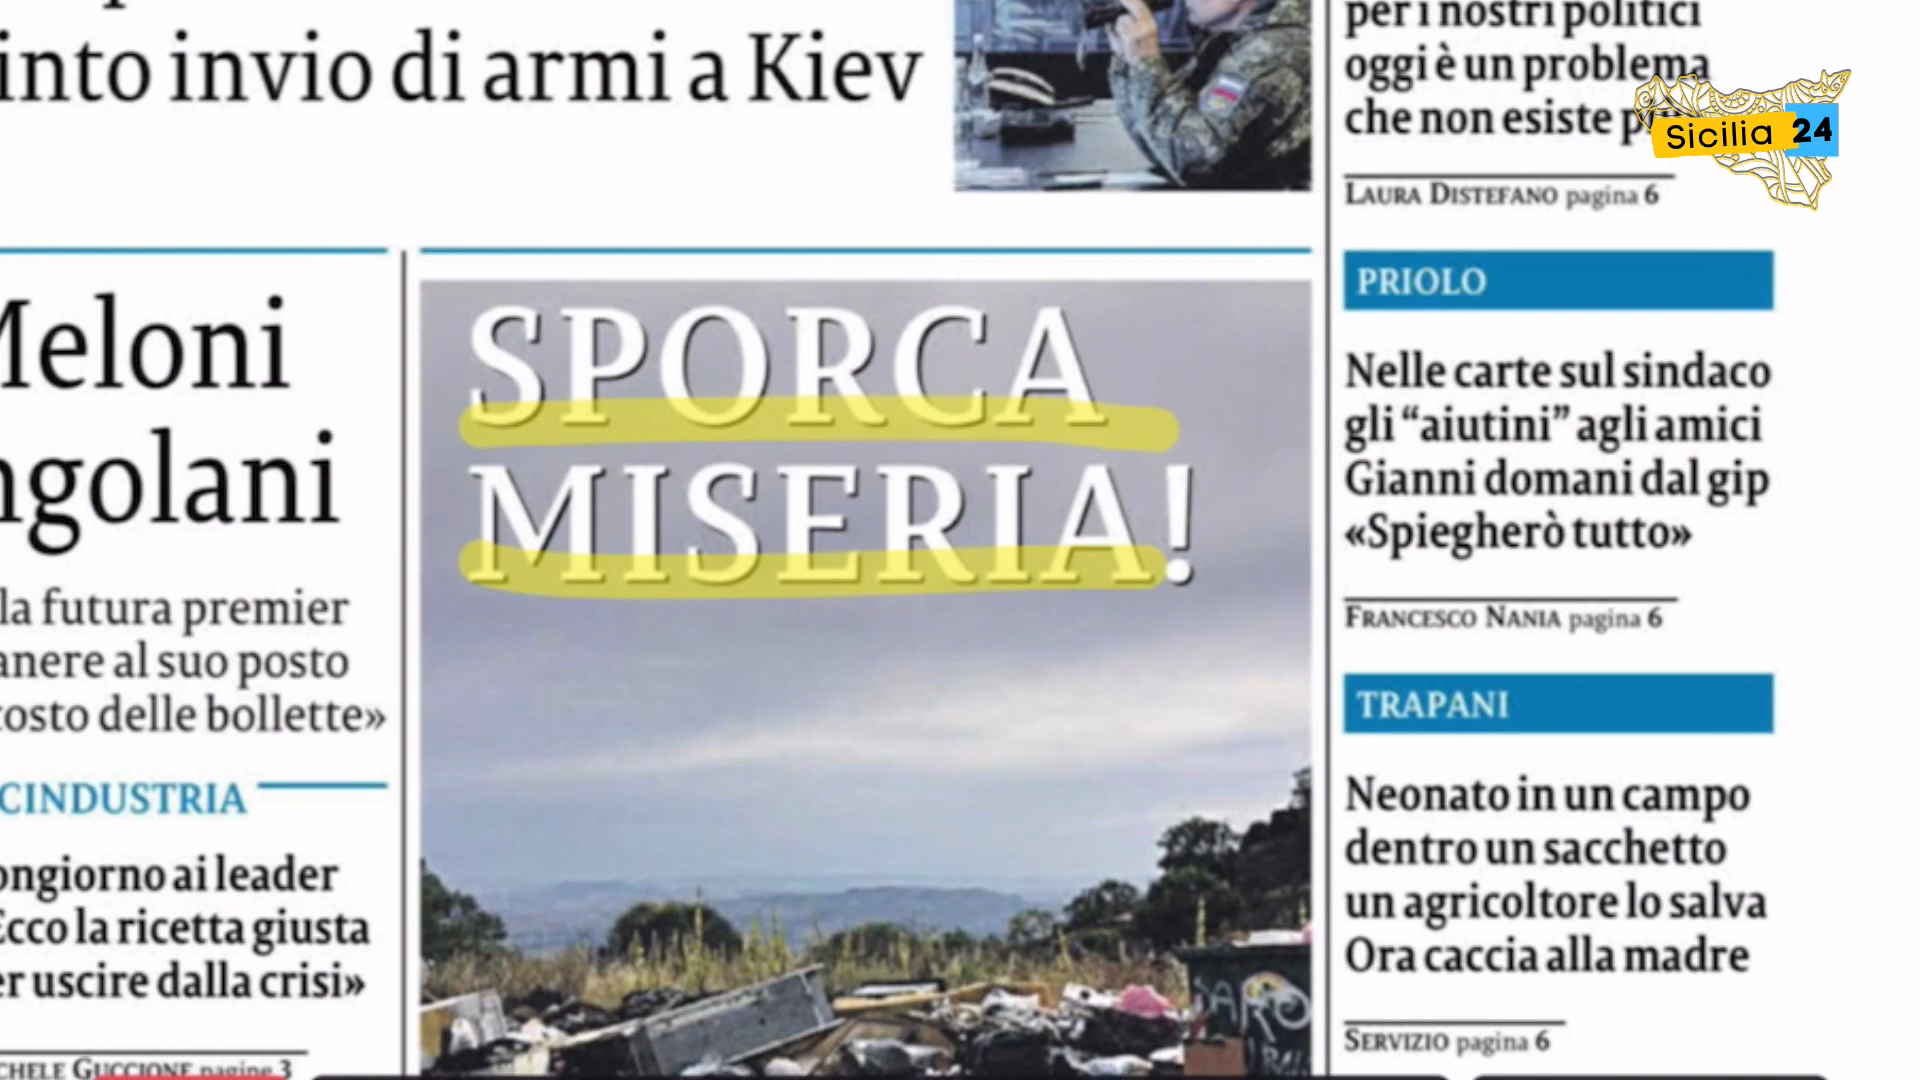 into invio di armi a Kiev
per i nostri politici
oggi è un problema
che non esiste
Sicilia 24
LAURA DISTEFANO pagina 6
Meloni
ngolani
la futura premier
anere al suo posto
costo delle bollette»
CINDUSTRIA
ongiorno ai leader
Ecco la ricetta giusta
er uscire dalla crisi»
CHELE GUCCIONE pagine 3
SPORCA
MISERIA!
PRIOLO
Nelle carte sul sindaco
gli “aiutini” agli amici
Gianni domani dal gip
«Spiegherò tutto»
FRANCESCO NANIA pagina 6
TRAPANI
Neonato in un campo
dentro un sacchetto
un agricoltore lo salva
Ora caccia alla madre
SERVIZIO pagina 6